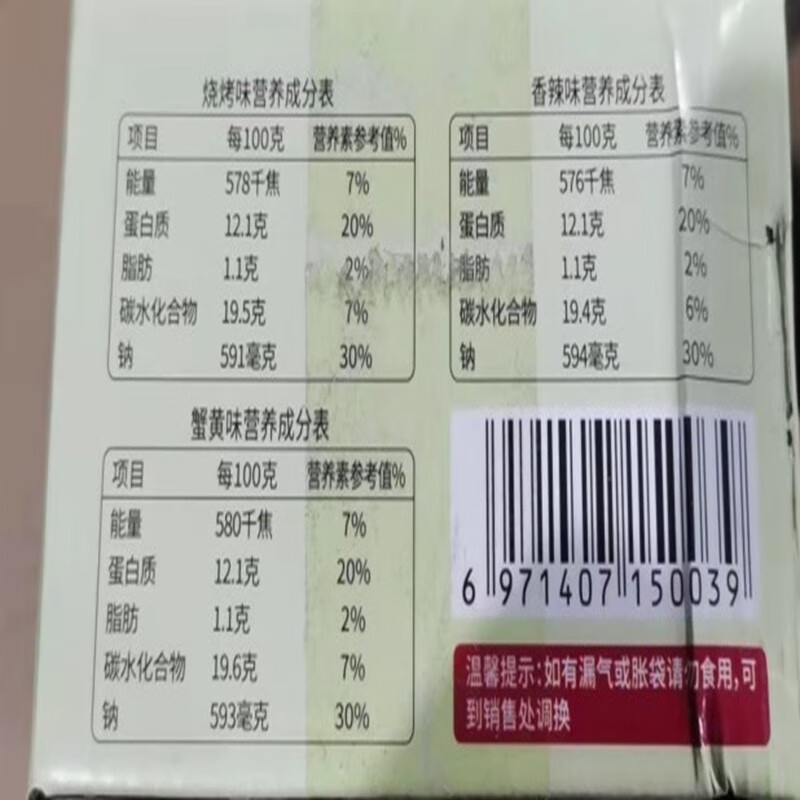 烧烤味营养成分表
项目 每100克 营养素参考值%
能量 578千焦 7%
蛋白质 12.1克 20%
脂肪 1.1克 2%
碳水化合物 19.5克 7%
钠 591毫克 30%
香辣味营养成分表
项目 每100克 营养素参考值%
能量 576千焦 7%
蛋白质 12.1克 20%
脂肪 1.1克 2%
碳水化合物 19.4克 6%
钠 594毫克 30%
蟹黄味营养成分表
项目 每100克 营养素参考值%
能量 580千焦 7%
蛋白质 12.1克 20%
脂肪 1.1克 2%
碳水化合物 19.6克 7%
钠 593毫克 30%
6 971407 150039
温馨提示:如有漏气或胀袋请勿食用,可
到销售处调换